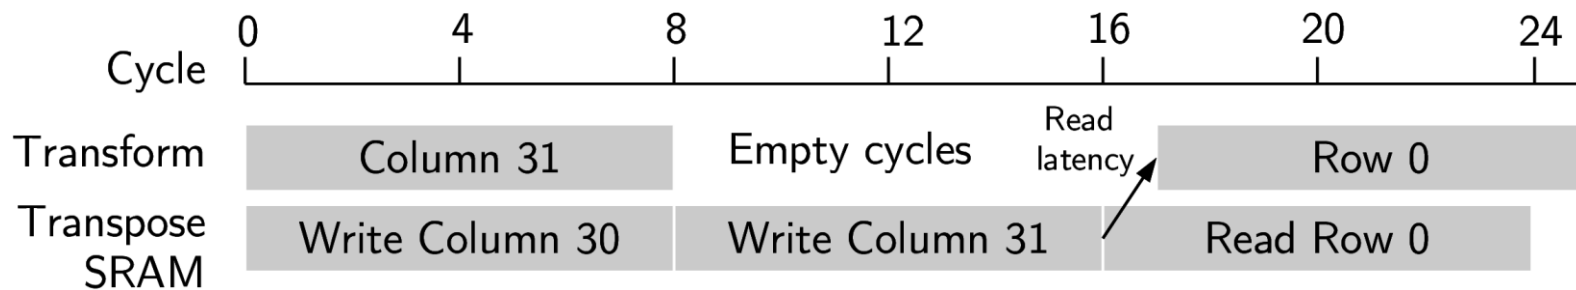 0 4 8 12 16 20 24
Cycle
Transform Column 31 Empty cycles Read Row 0
latency
Transpose Write Column 30 Write Column 31 Read Row 0
SRAM